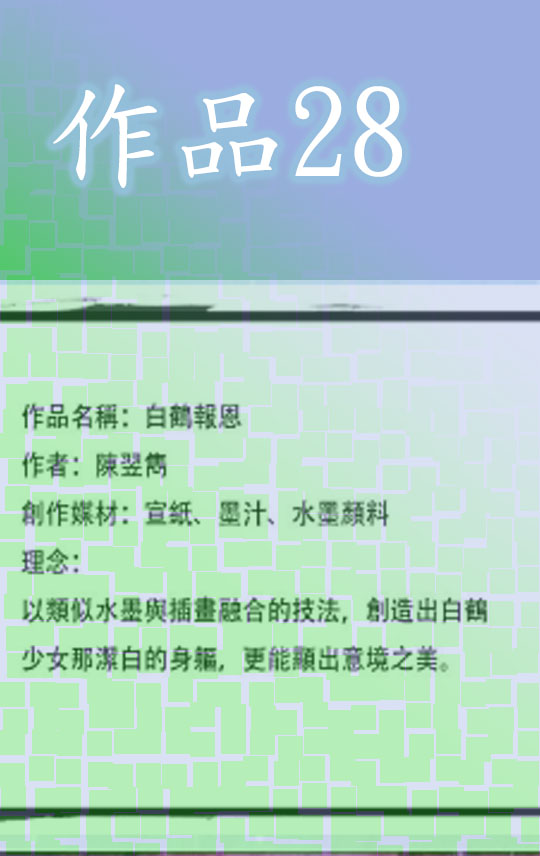 作品28
作品名稱：白鶴報恩
作者：陳翌雋
創作媒材：宣紙、墨汁、水墨顏料
理念：
以類似水墨與插畫融合的技法，創造出白鶴
少女那潔白的身軀，更能顯出意境之美。